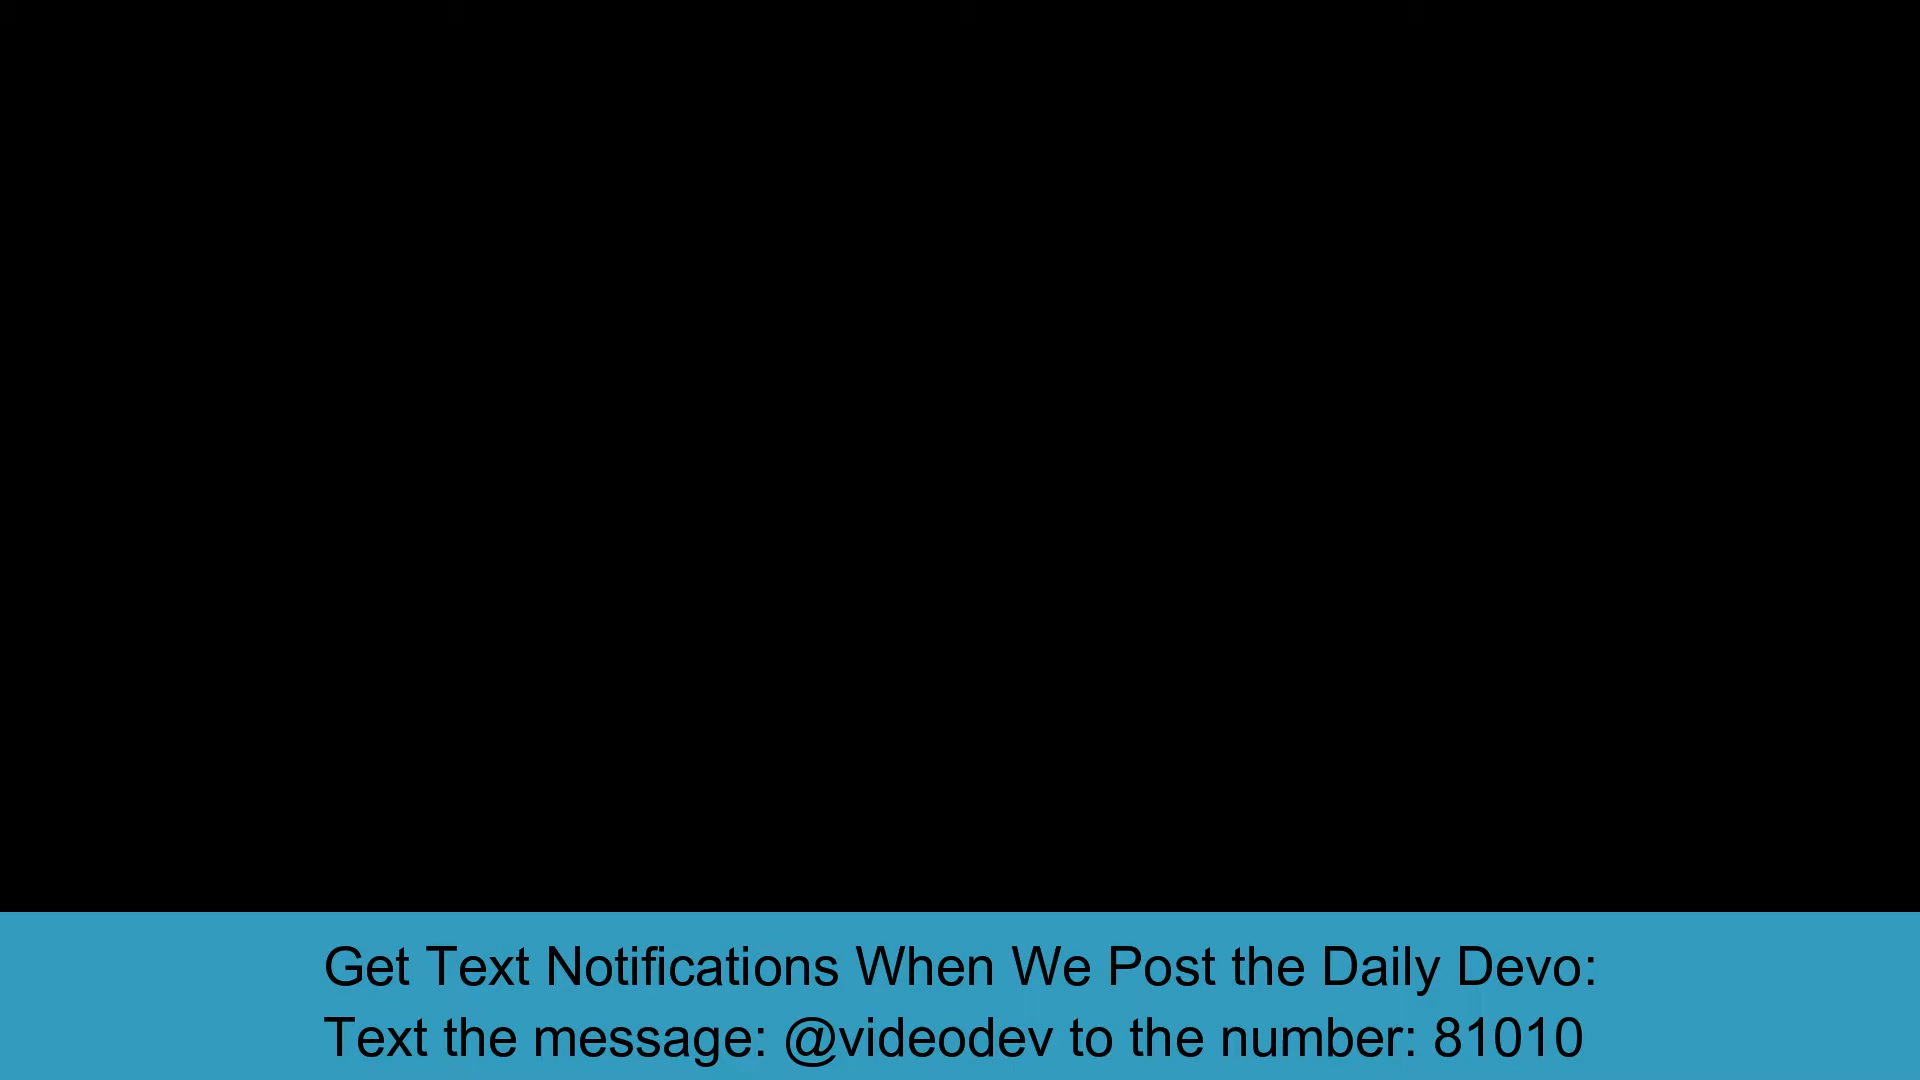 Get Text Notifications When We Post the Daily Devo:
Text the message: @videodev to the number: 81010